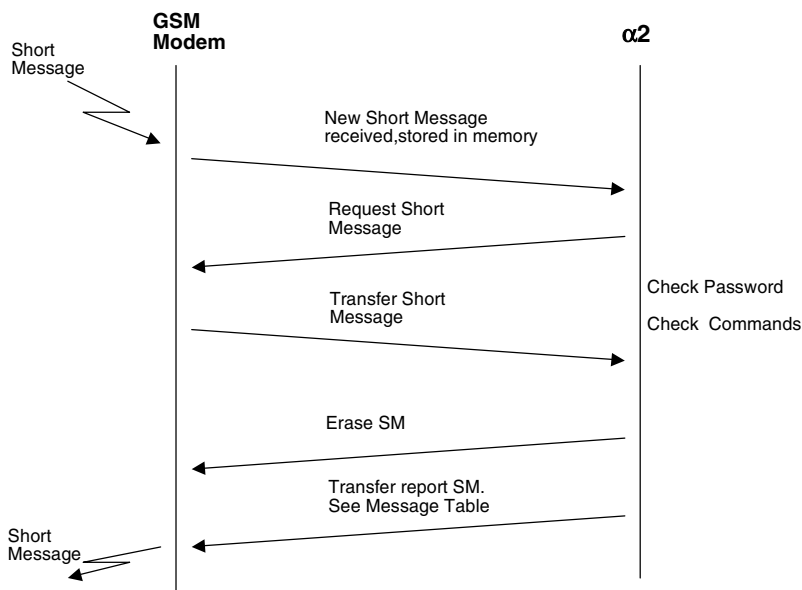 GSM
Modem
α2
Short
Message
New Short Message
received,stored in memory
Request Short
Message
Check Password
Transfer Short
Message
Check Commands
Erase SM
Transfer report SM.
See Message Table
Short
Message